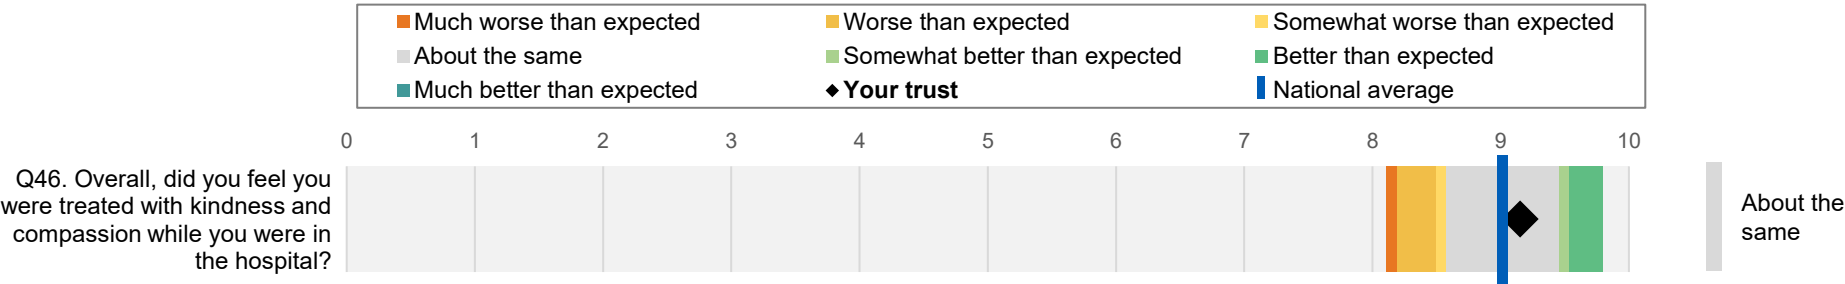 Much worse than expected
Worse than expected
Somewhat worse than expected
About the same
Somewhat better than expected
Better than expected
Much better than expected
Your trust
National average
0 1 2 3 4 5 6 7 8 9 10
Q46. Overall, did you feel you
were treated with kindness and
compassion while you were in
the hospital?
About the
same